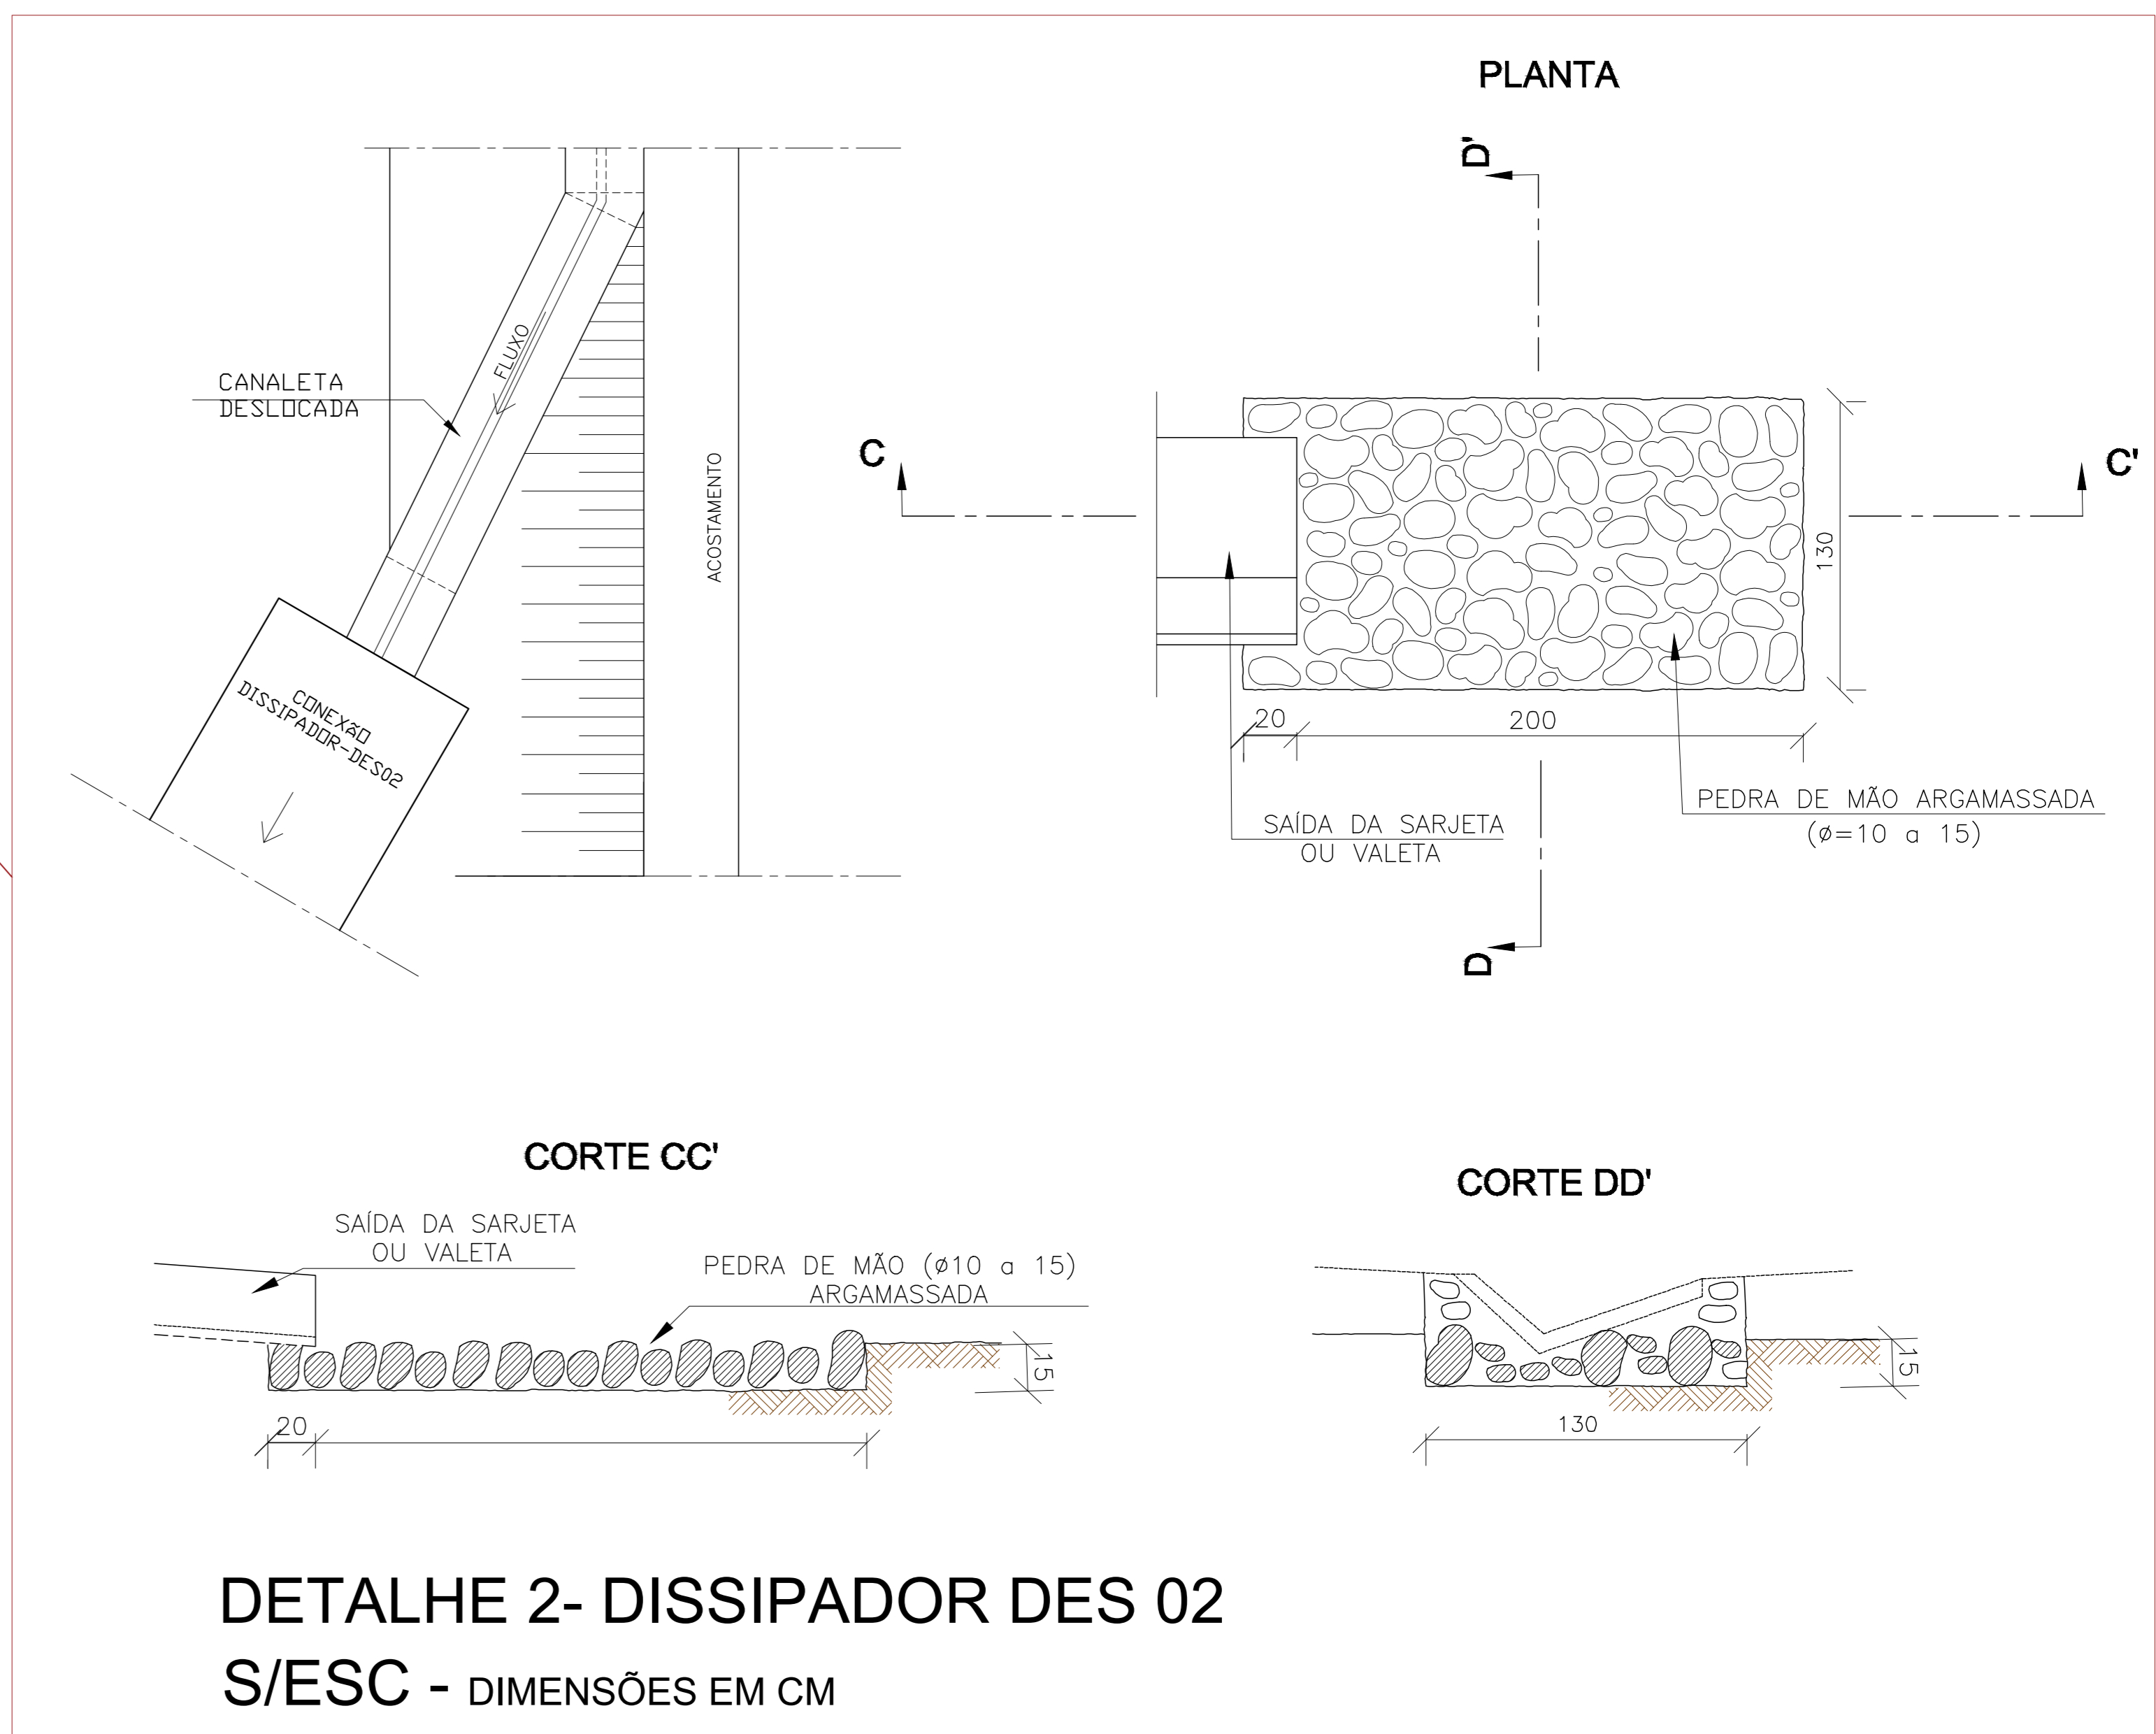 PLANTA
D'
CANALETA
DESLOCADA
FLUXO
ACOSTAMENTO
CONEXÃO
DISSIPADOR-DES02
C
C'
130
20
200
SAÍDA DA SARJETA
OU VALETA
PEDRA DE MÃO ARGAMASSADA
(ø=10 a 15)
D
CORTE CC'
SAÍDA DA SARJETA
OU VALETA
PEDRA DE MÃO (ø10 a 15)
ARGAMASSADA
15
20
CORTE DD'
15
130
DETALHE 2- DISSIPADOR DES 02
S/ESC - DIMENSÕES EM CM